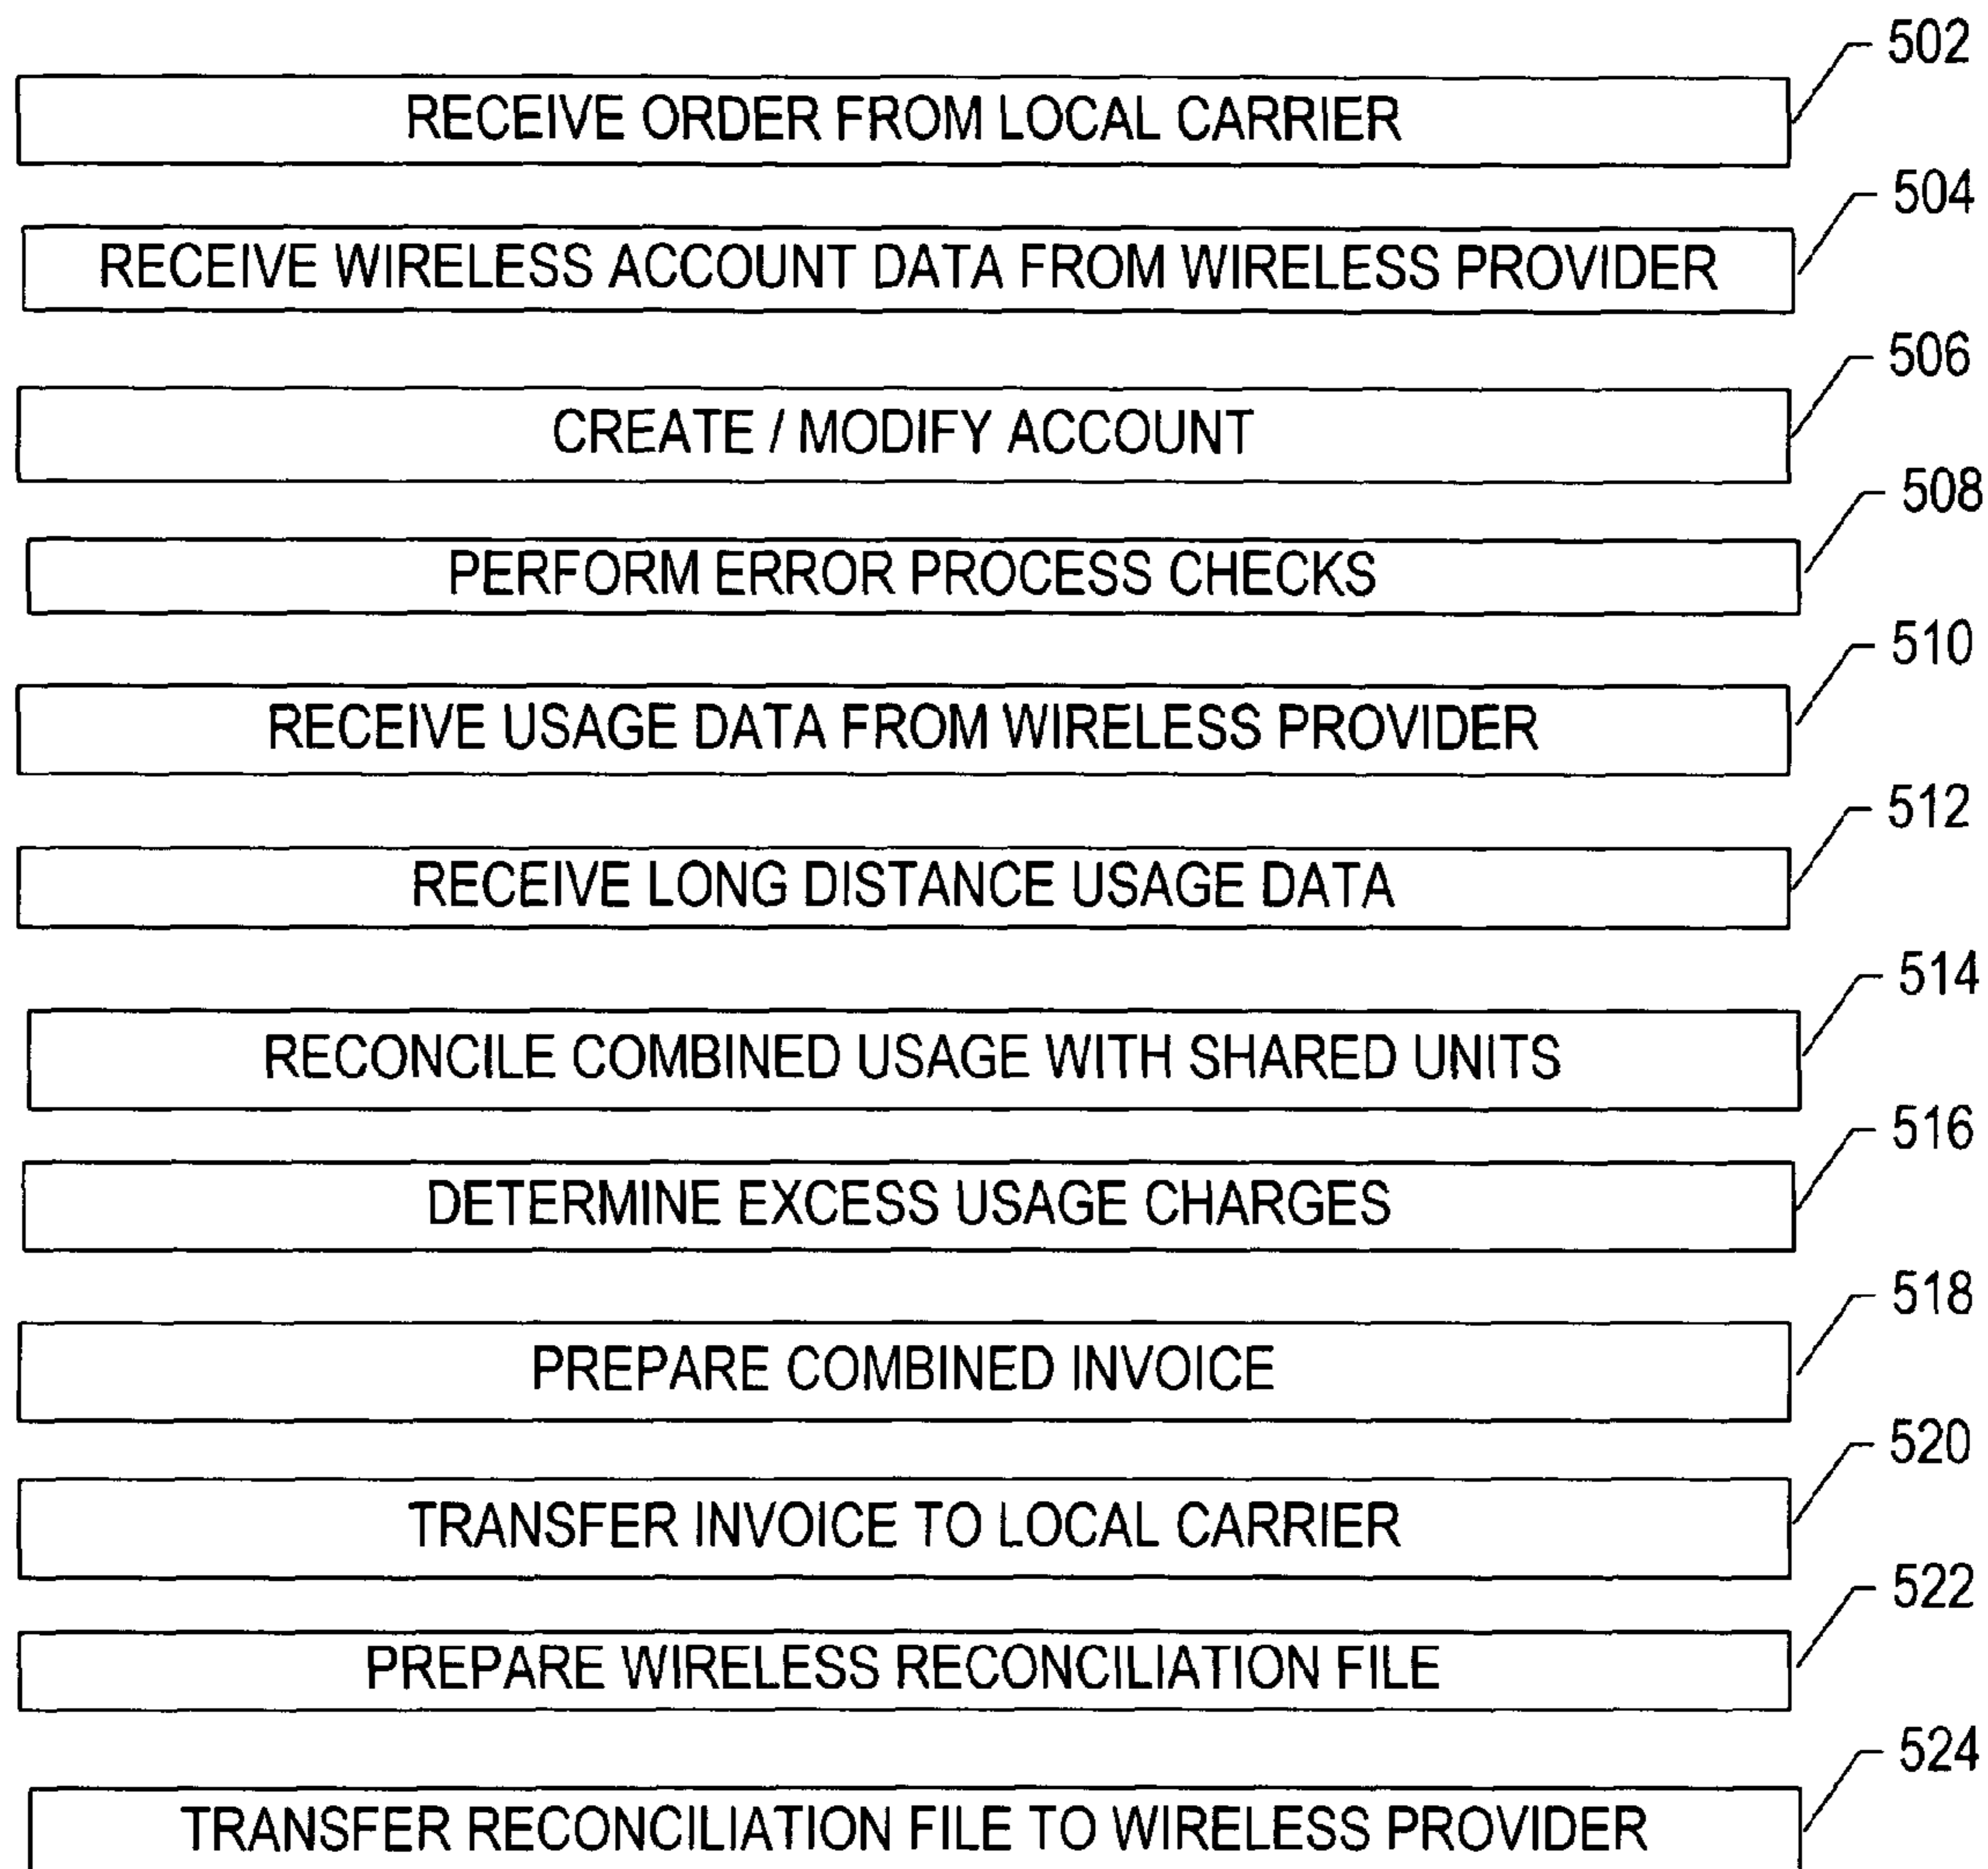 502
RECEIVE ORDER FROM LOCAL CARRIER
504
RECEIVE WIRELESS ACCOUNT DATA FROM WIRELESS PROVIDER
506
CREATE / MODIFY ACCOUNT
508
PERFORM ERROR PROCESS CHECKS
510
RECEIVE USAGE DATA FROM WIRELESS PROVIDER
512
RECEIVE LONG DISTANCE USAGE DATA
514
RECONCILE COMBINED USAGE WITH SHARED UNITS
516
DETERMINE EXCESS USAGE CHARGES
518
PREPARE COMBINED INVOICE
520
TRANSFER INVOICE TO LOCAL CARRIER
522
PREPARE WIRELESS RECONCILIATION FILE
524
TRANSFER RECONCILIATION FILE TO WIRELESS PROVIDER